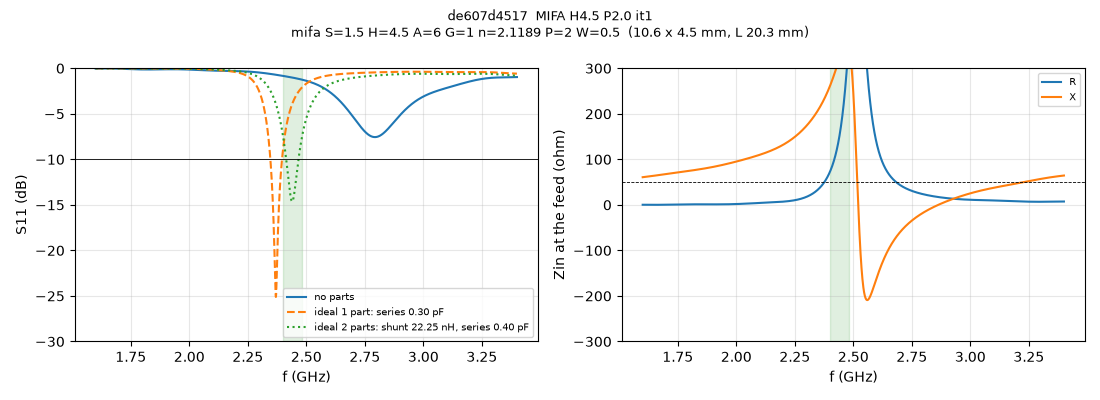 de607d4517  MIFA H4.5 P2.0 it1
mifa S=1.5 H=4.5 A=6 G=1 n=2.1189 P=2 W=0.5  (10.6 x 4.5 mm, L 20.3 mm)
S11 (dB)
0
−5
−10
−15
−20
−25
−30
no parts
ideal 1 part: series 0.30 pF
ideal 2 parts: shunt 22.25 nH, series 0.40 pF
1.75 2.00 2.25 2.50 2.75 3.00 3.25
f (GHz)
Zin at the feed (ohm)
300
200
100
0
−100
−200
−300
R
X
1.75 2.00 2.25 2.50 2.75 3.00 3.25
f (GHz)